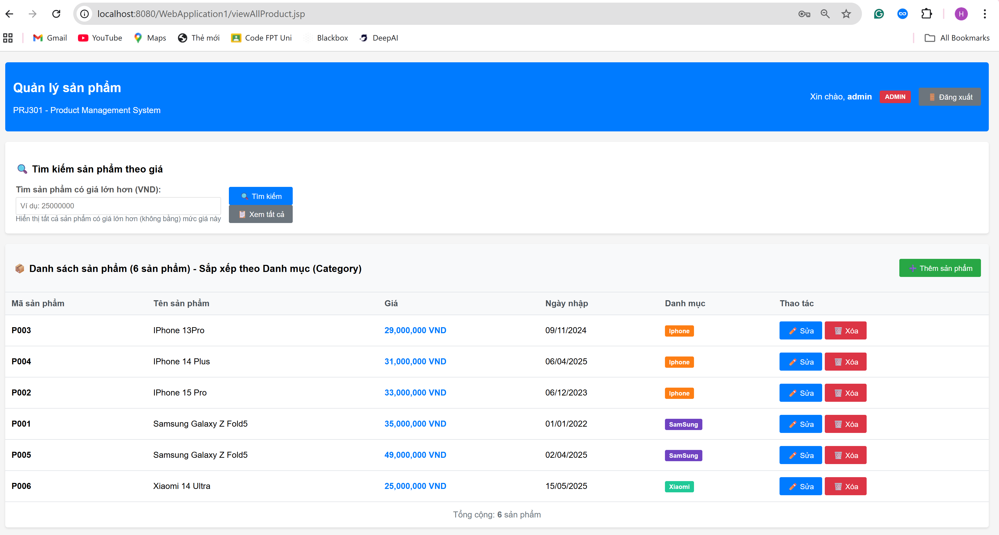 localhost:8080/WebApplication1/viewAllProduct.jsp
H
Gmail YouTube Maps Thẻ mới Code FPT Uni Blackbox DeepAI All Bookmarks
Quản lý sản phẩm
PRJ301 - Product Management System
Xin chào, admin ADMIN Đăng xuất
Tìm kiếm sản phẩm theo giá
Tìm sản phẩm có giá lớn hơn (VND):
Ví dụ: 25000000
Hiển thị tất cả sản phẩm có giá lớn hơn (không bằng) mức giá này
Tìm kiếm
Xem tất cả
Danh sách sản phẩm (6 sản phẩm) - Sắp xếp theo Danh mục (Category)
Thêm sản phẩm
Mã sản phẩm Tên sản phẩm Giá Ngày nhập Danh mục Thao tác
P003 IPhone 13Pro 29,000,000 VND 09/11/2024 Iphone Sửa Xóa
P004 IPhone 14 Plus 31,000,000 VND 06/04/2025 Iphone Sửa Xóa
P002 IPhone 15 Pro 33,000,000 VND 06/12/2023 Iphone Sửa Xóa
P001 Samsung Galaxy Z Fold5 35,000,000 VND 01/01/2022 SamSung Sửa Xóa
P005 Samsung Galaxy Z Fold5 49,000,000 VND 02/04/2025 SamSung Sửa Xóa
P006 Xiaomi 14 Ultra 25,000,000 VND 15/05/2025 Xiaomi Sửa Xóa
Tổng cộng: 6 sản phẩm